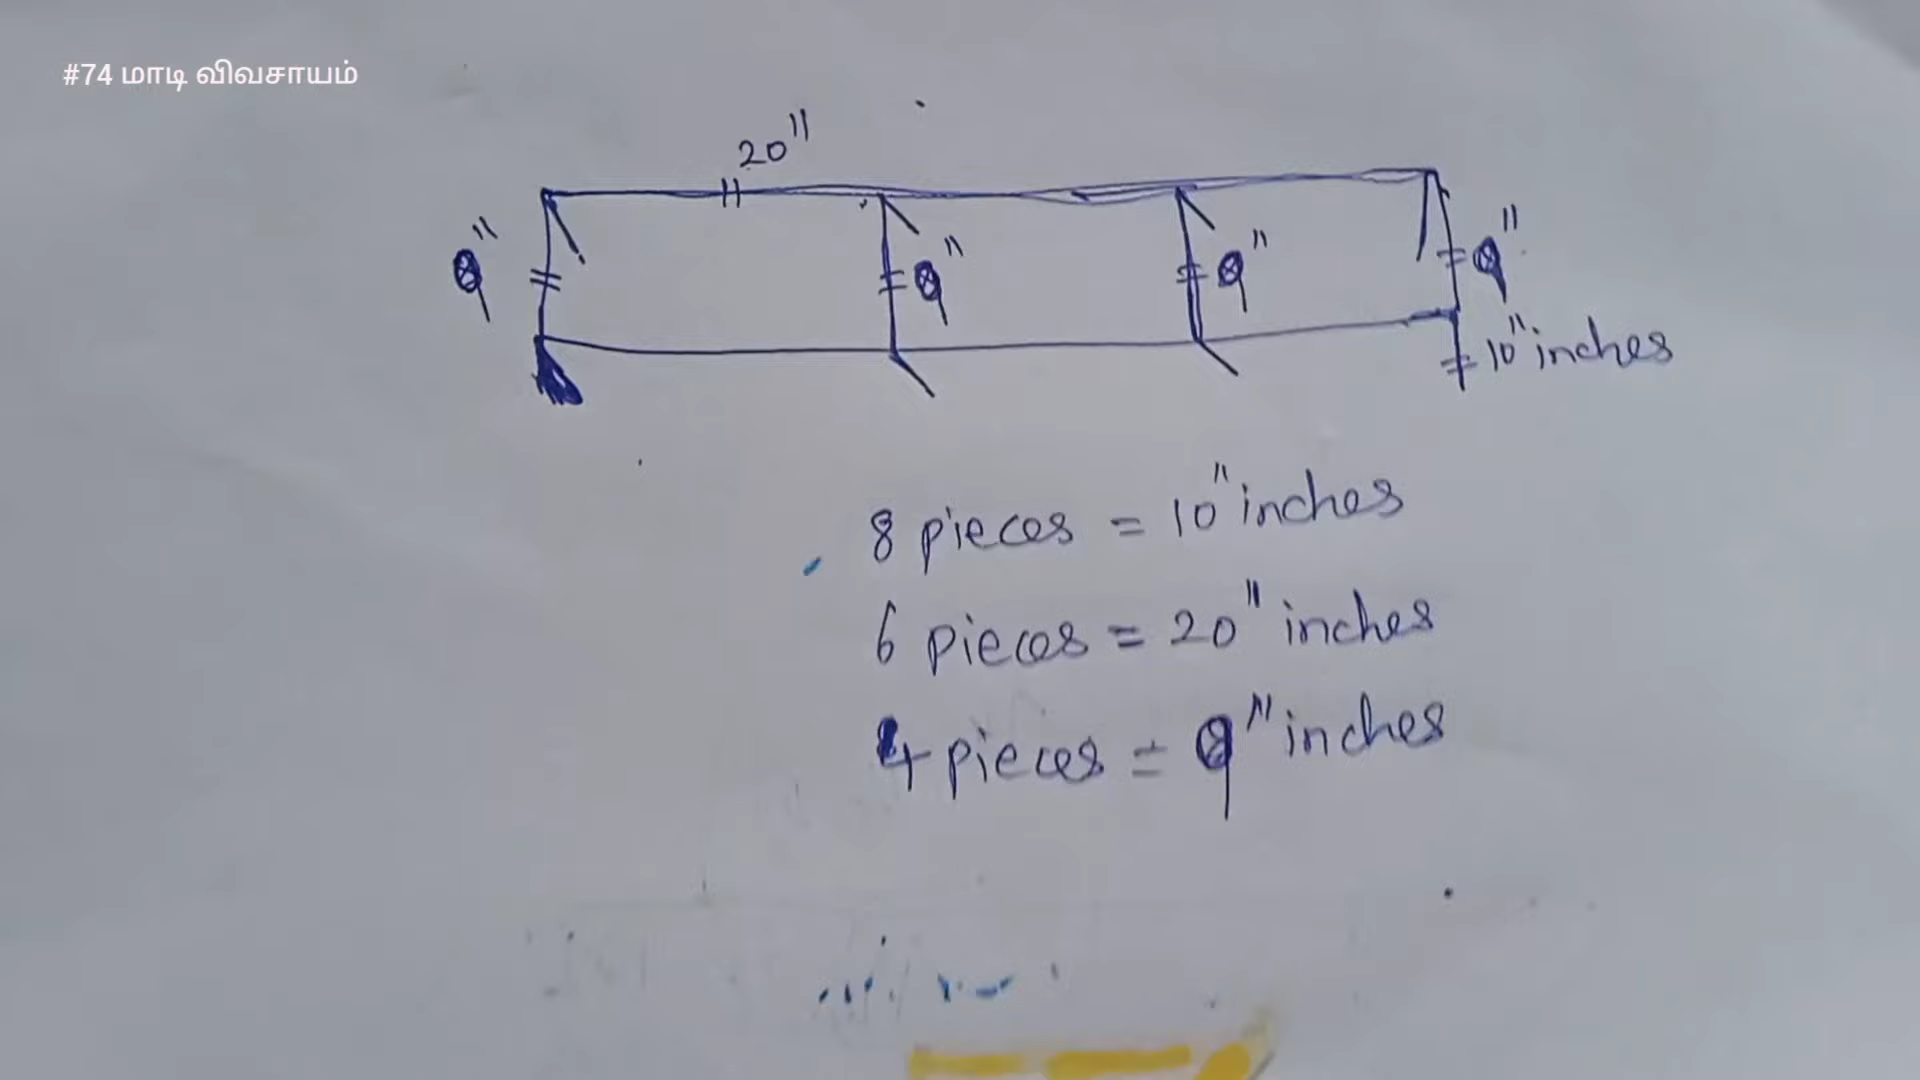 #74 மாடி விவசாயம்
20"
9" 9" 9" 9"
10" inches
8 pieces = 10" inches
6 pieces = 20" inches
4 pieces = 9" inches